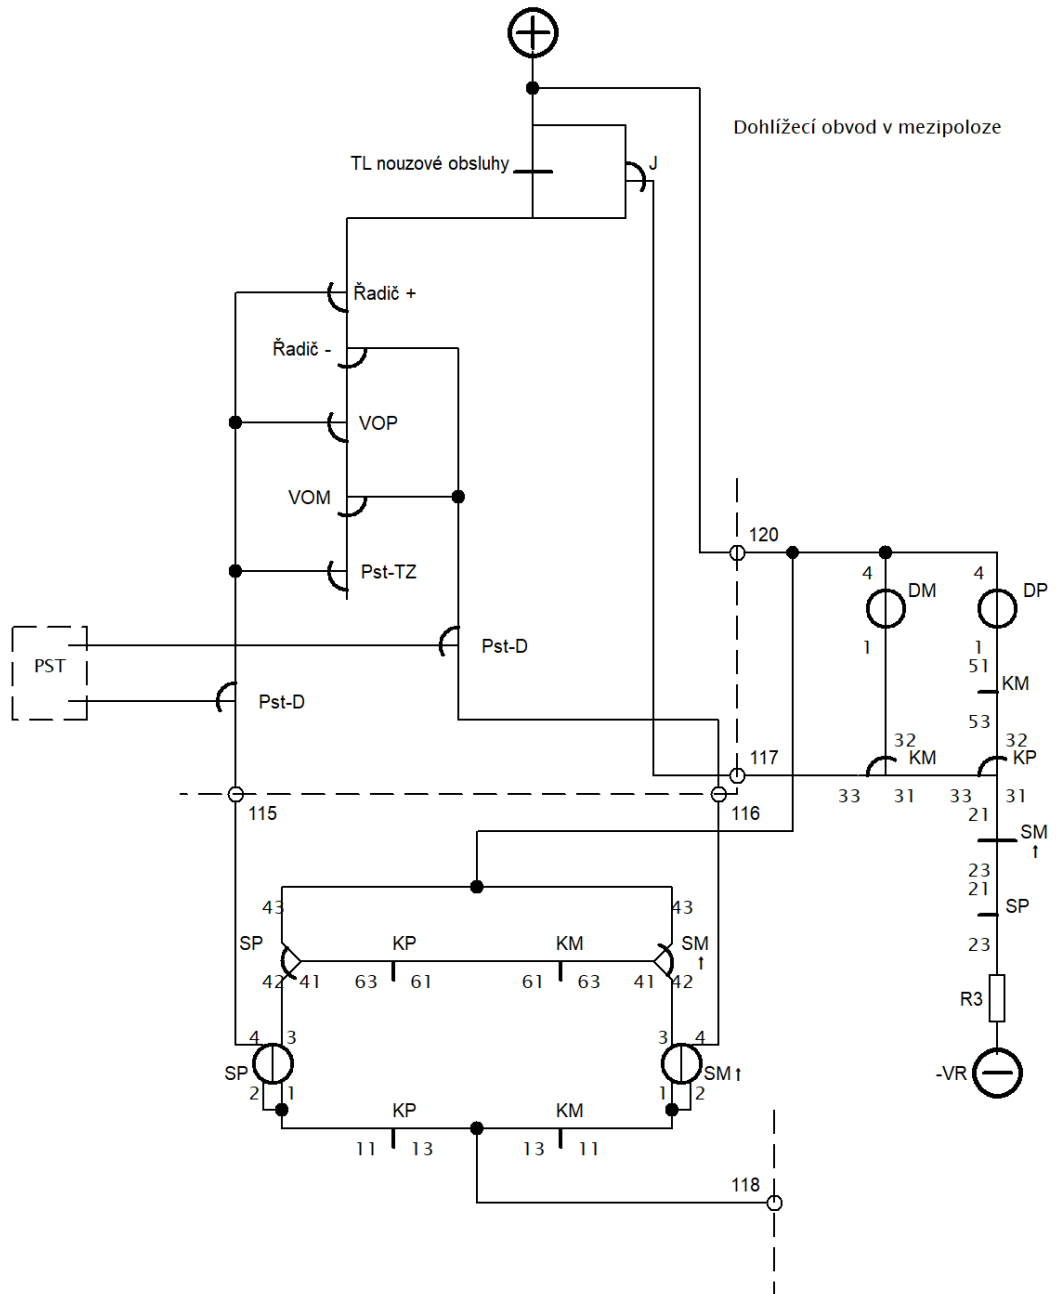 Dohlížecí obvod v mezipoloze
TL nouzové obsluhy
J
Řadič +
Řadič -
VOP
VOM
Pst-TZ
120
4
4
DM
DP
1
1
PST
Pst-D
51
KM
Pst-D
53
32
32
117
KM
KP
33
31
33
31
115
116
21
SM
↑
23
21
43
43
SP
SP
KP
KM
SM
↑
23
42
41
63
61
61
63
41
42
R3
4
3
3
4
SP
SM↑
-VR
2
1
1
2
KP
KM
11
13
13
11
118